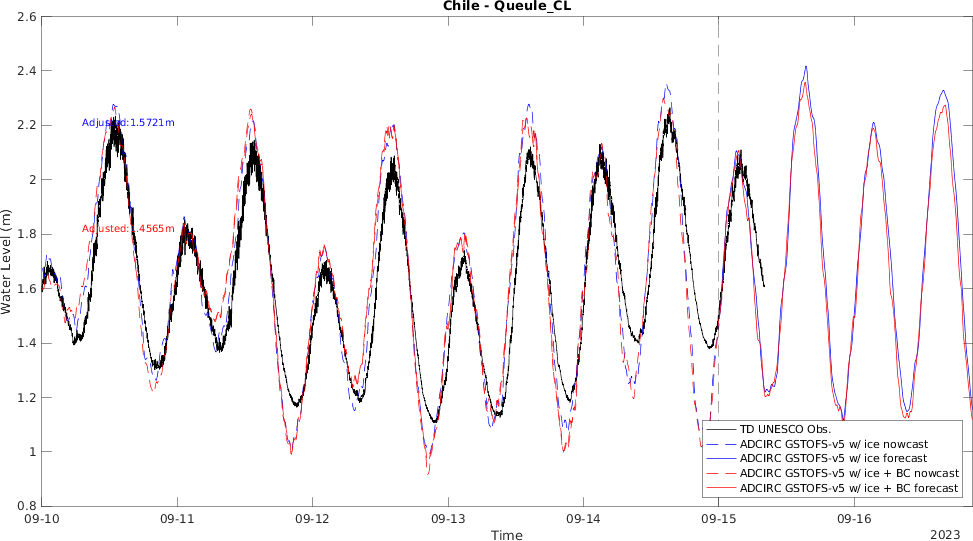 Chile - Queule_CL
Water Level (m)
2.6
2.4
2.2
2
1.8
1.6
1.4
1.2
1
0.8
Adjusted:1.5721m
Adjusted:1.4565m
TD UNESCO Obs.
ADCIRC GSTOFS-v5 w/ ice nowcast
ADCIRC GSTOFS-v5 w/ ice forecast
ADCIRC GSTOFS-v5 w/ ice + BC nowcast
ADCIRC GSTOFS-v5 w/ ice + BC forecast
09-10 09-11 09-12 09-13 09-14 09-15 09-16
Time
2023